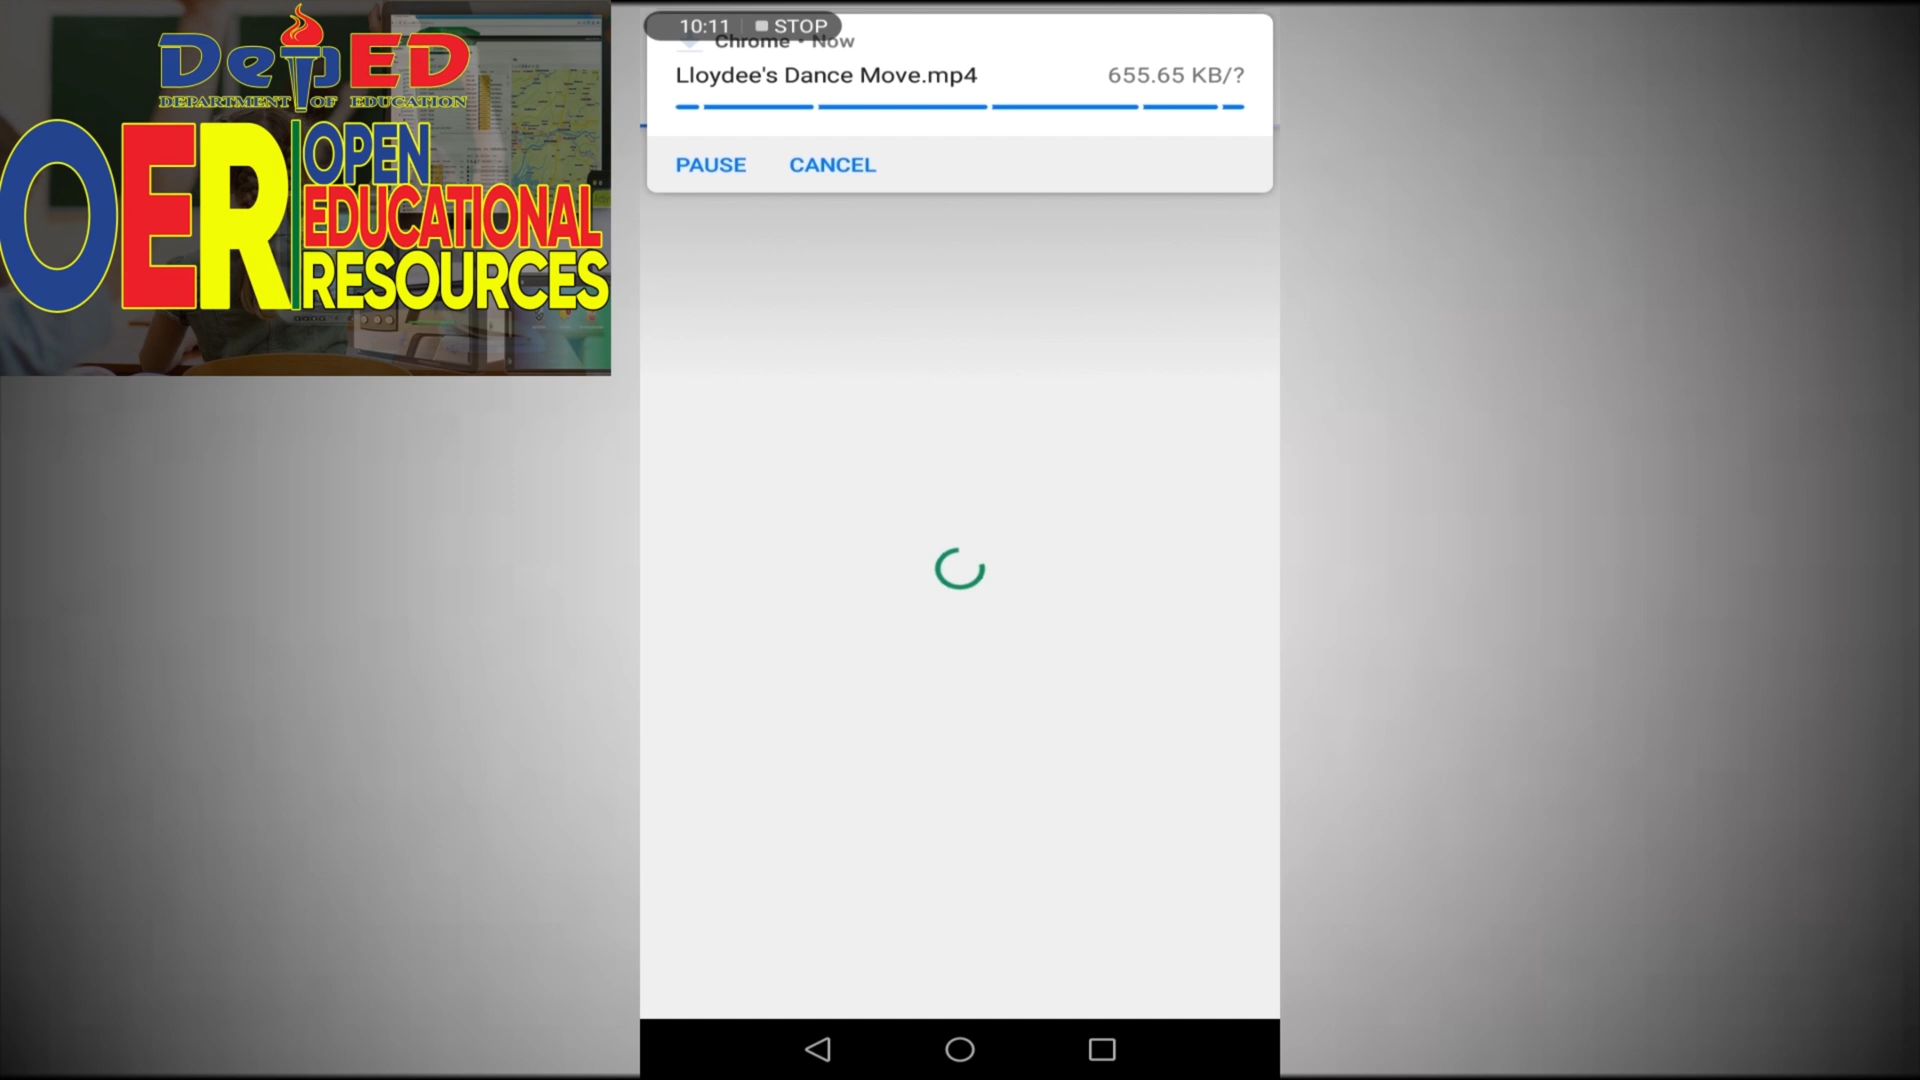 DepED
DEPARTMENT OF EDUCATION
OER
OPEN
EDUCATIONAL
RESOURCES
10:11 STOP
Chrome • Now
Lloydee's Dance Move.mp4 655.65 KB/?
PAUSE CANCEL